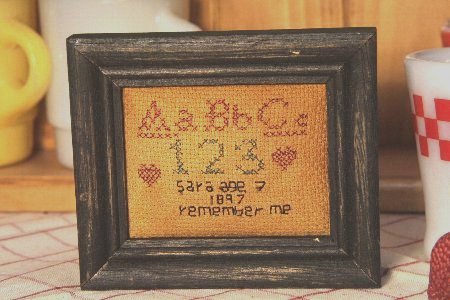 AaBbCc
123
sara age 7
1897
remember me